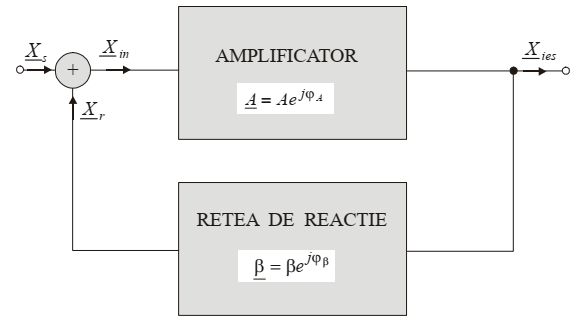 X_s
+
X_in
AMPLIFICATOR
A = Ae^jφ_A
X_ies
X_r
RETEA DE REACTIE
β = βe^jφ_β